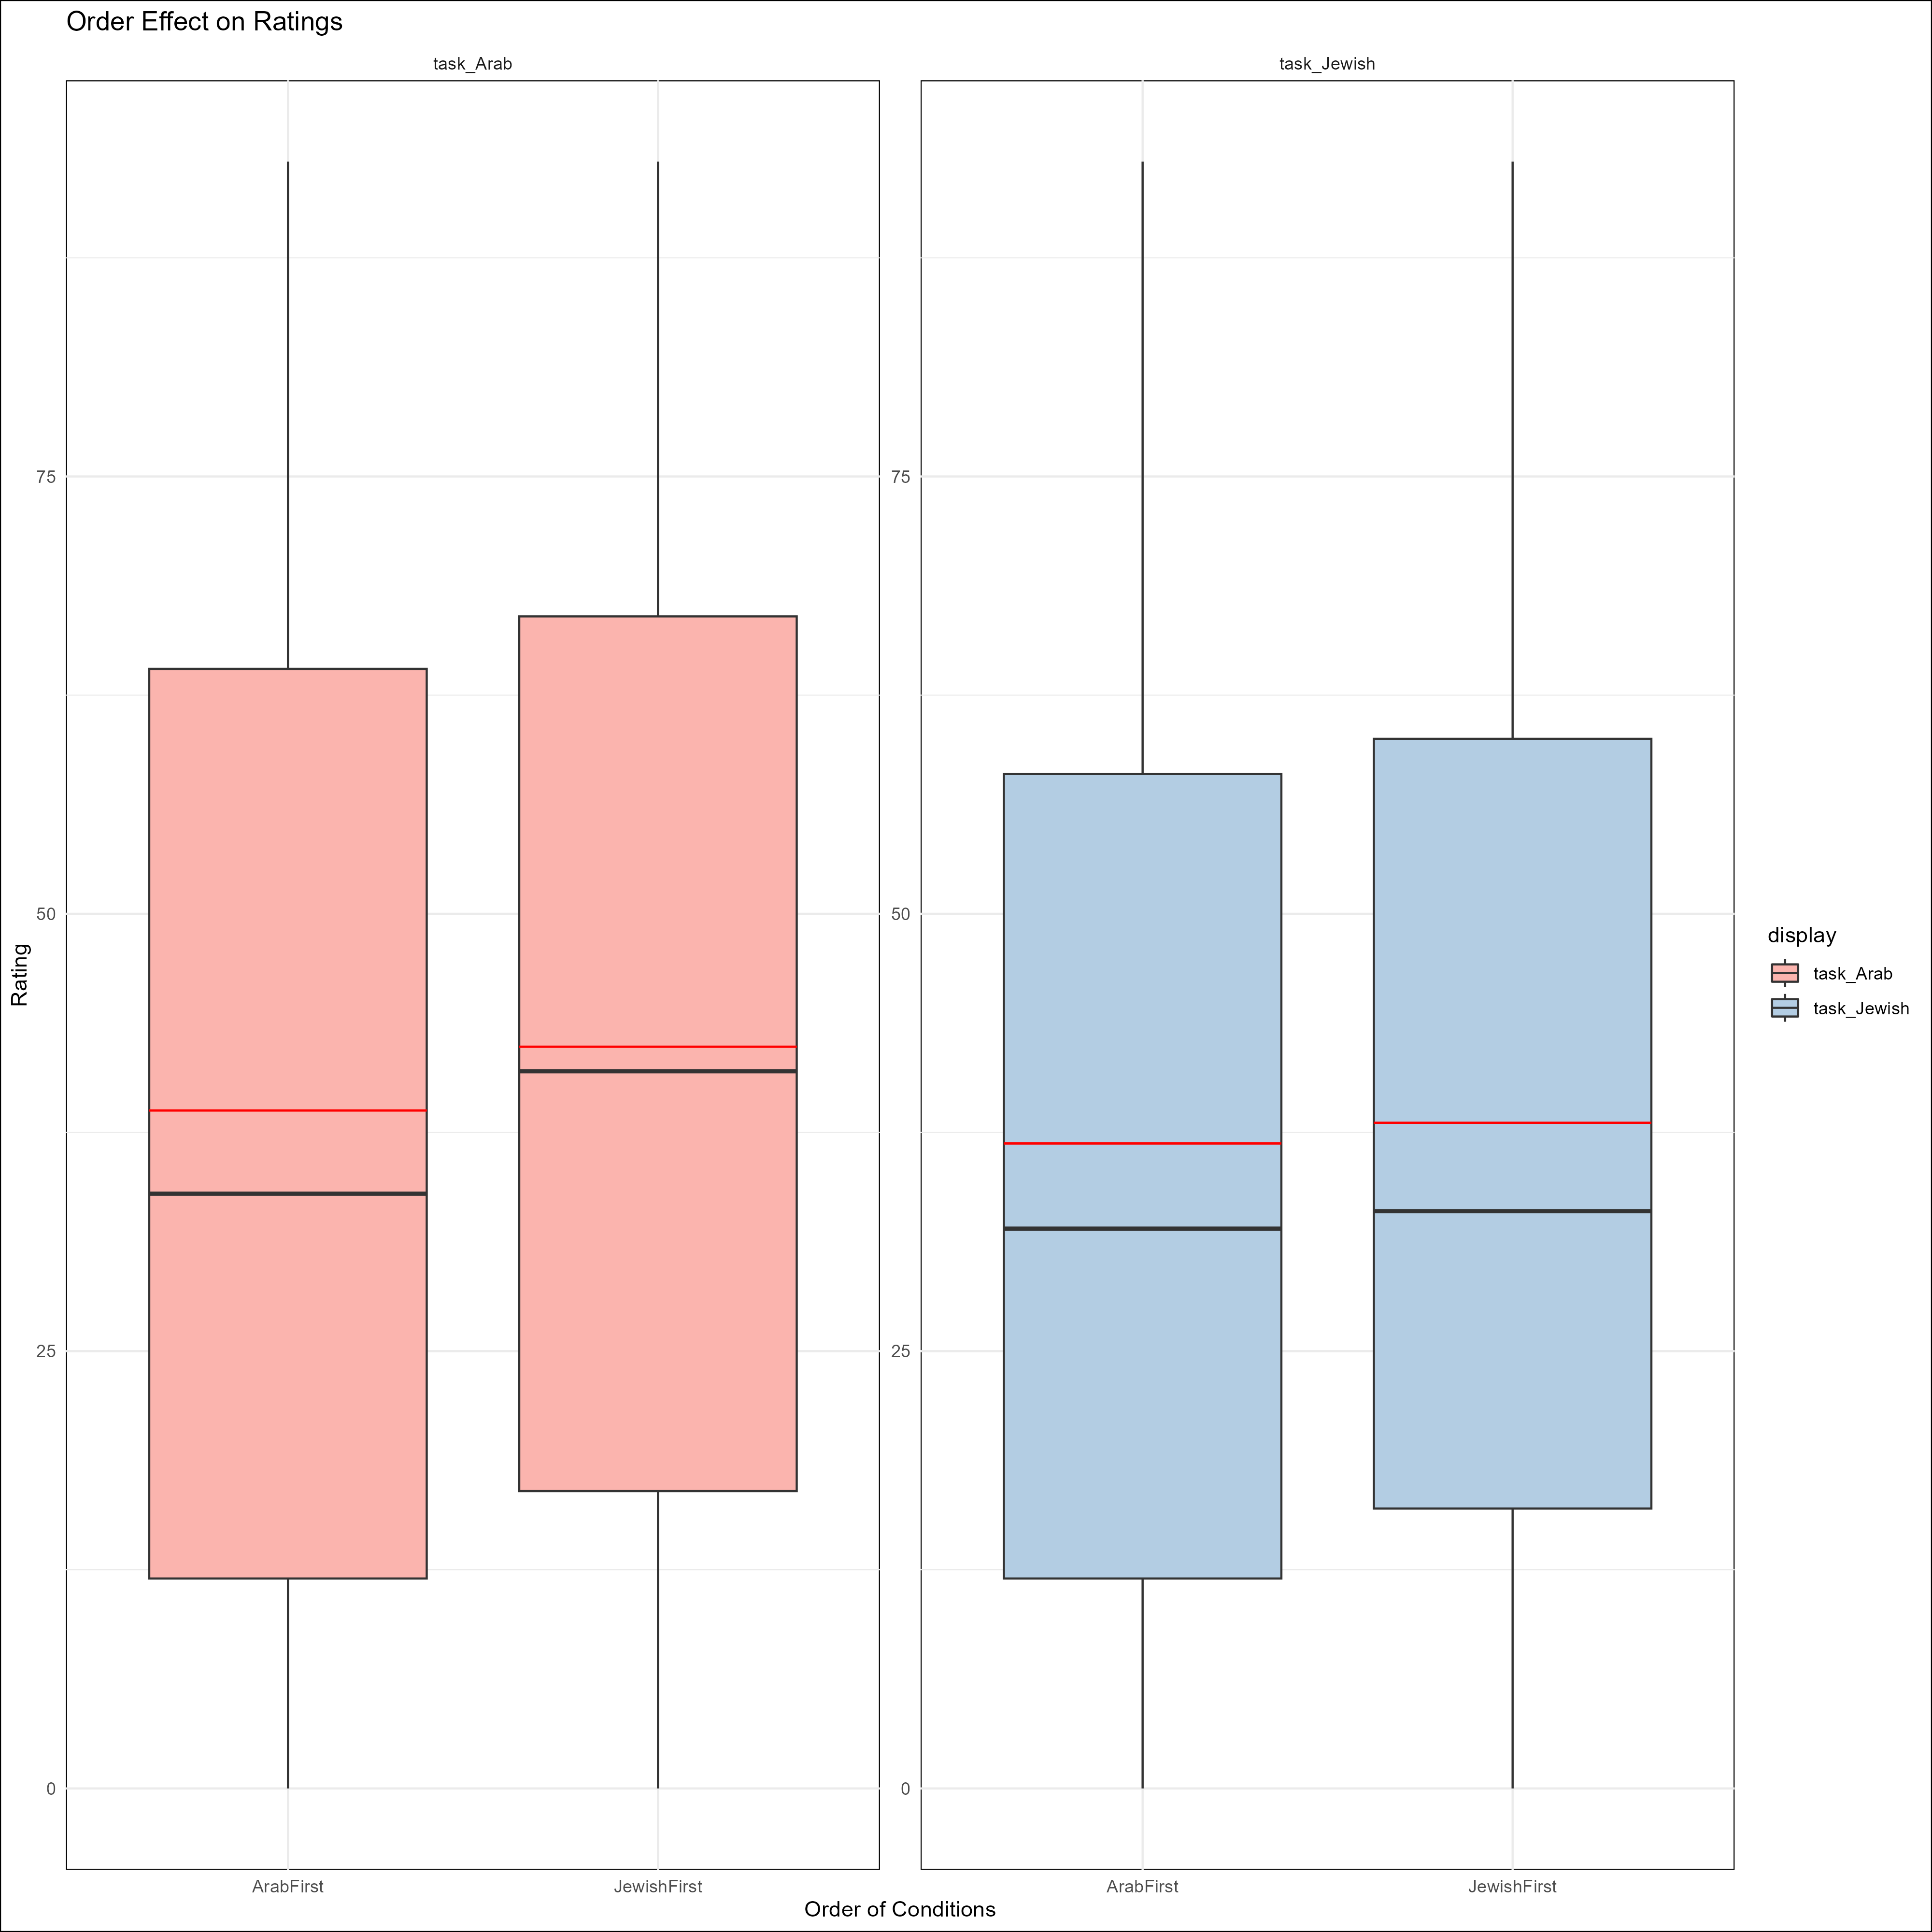 Order Effect on Ratings
task_Arab
task_Jewish
75
50
25
0
75
50
25
0
Rating
ArabFirst
JewishFirst
ArabFirst
JewishFirst
Order of Conditions
display
task_Arab
task_Jewish